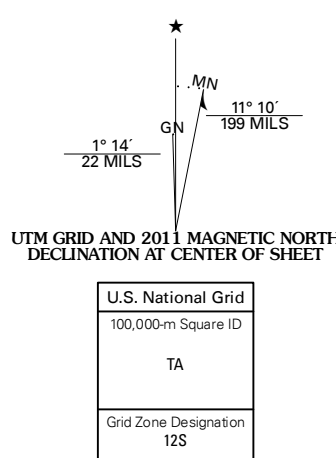 ★
MN
GN
11° 10´
199 MILS
1° 14´
22 MILS
UTM GRID AND 2011 MAGNETIC NORTH
DECLINATION AT CENTER OF SHEET
U.S. National Grid
100,000-m Square ID
TA
Grid Zone Designation
12S